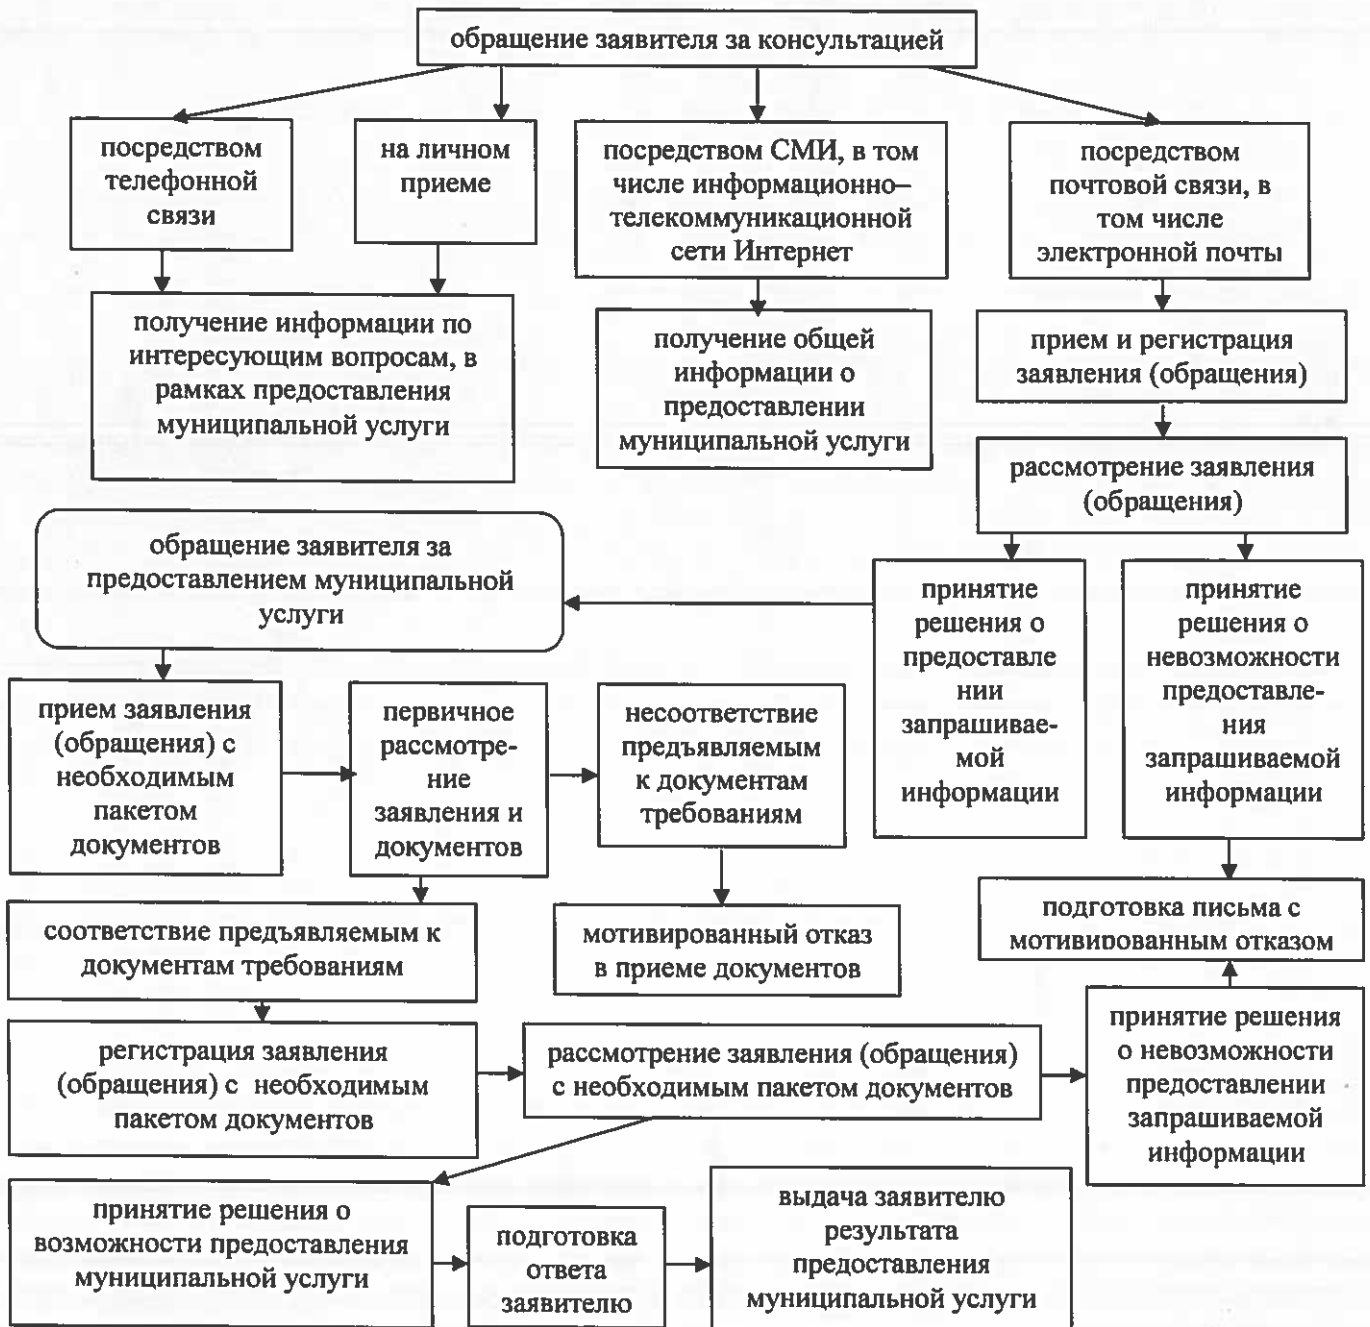 обращение заявителя за консультацией
посредством
телефонной
связи
на личном
приеме
посредством СМИ, в том
числе информационно–
телекоммуникационной
сети Интернет
посредством
почтовой связи, в
том числе
электронной почты
получение информации по
интересующим вопросам, в
рамках предоставления
муниципальной услуги
получение общей
информации о
предоставлении
муниципальной услуги
прием и регистрация
заявления (обращения)
рассмотрение заявления
(обращения)
обращение заявителя за
предоставлением муниципальной
услуги
принятие
решения о
предоставле
нии
запрашивае-
мой
информации
принятие
решения о
невозможности
предоставле-
ния
запрашиваемой
информации
прием заявления
(обращения) с
необходимым
пакетом
документов
первичное
рассмотре-
ние
заявления и
документов
несоответствие
предъявляемым
к документам
требованиям
соответствие предъявляемым к
документам требованиям
мотивированный отказ
в приеме документов
подготовка письма с
мотивированным отказом
регистрация заявления
(обращения) с необходимым
пакетом документов
рассмотрение заявления (обращения)
с необходимым пакетом документов
принятие решения
о невозможности
предоставлении
запрашиваемой
информации
принятие решения о
возможности предоставления
муниципальной услуги
подготовка
ответа
заявителю
выдача заявителю
результата
предоставления
муниципальной услуги